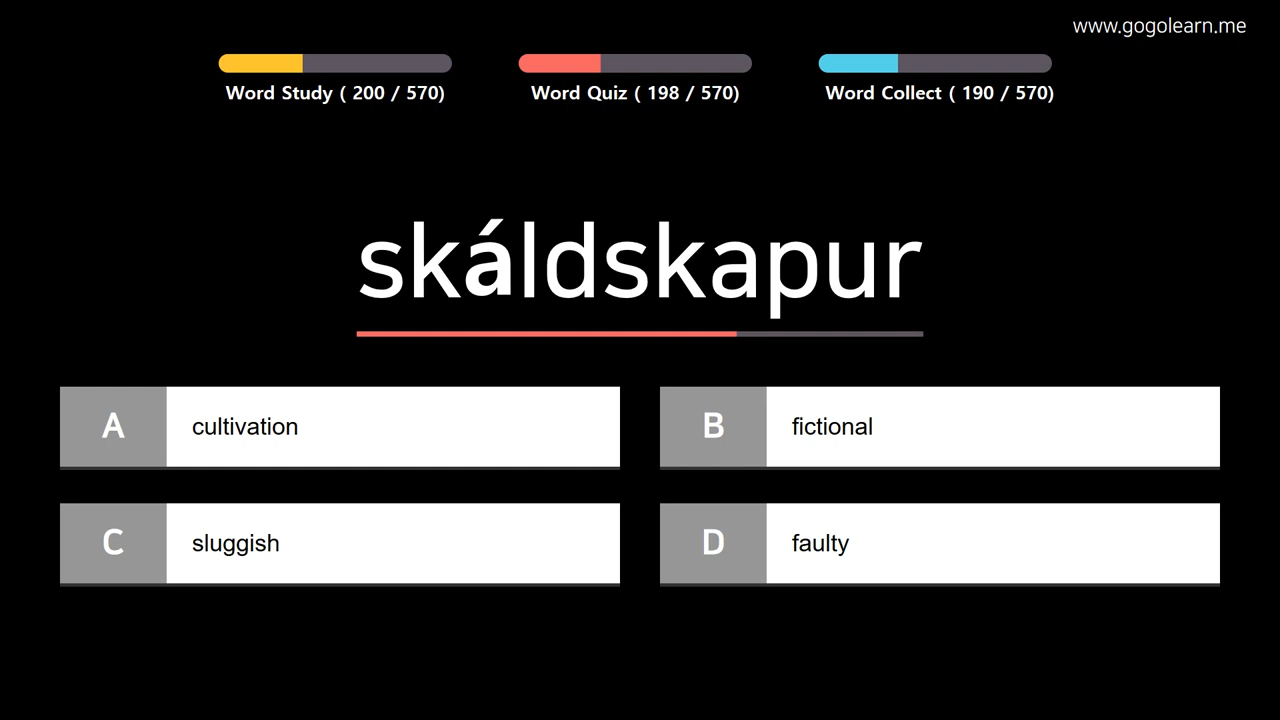 www.gogolearn.me
Word Study ( 200 / 570)
Word Quiz ( 198 / 570)
Word Collect ( 190 / 570)
skáldskapur
A cultivation
B fictional
C sluggish
D faulty